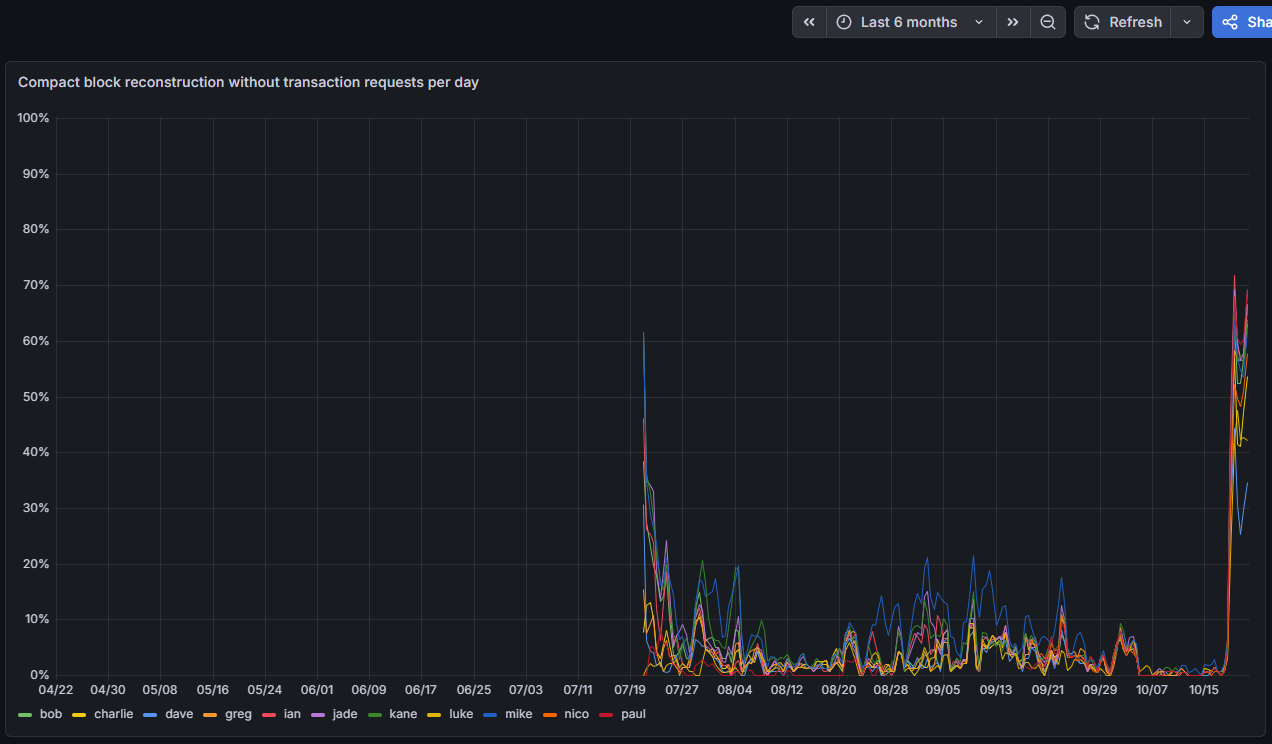 Last 6 months Refresh Sha
Compact block reconstruction without transaction requests per day
100%
90%
80%
70%
60%
50%
40%
30%
20%
10%
0%
04/22 04/30 05/08 05/16 05/24 06/01 06/09 06/17 06/25 07/03 07/11 07/19 07/27 08/04 08/12 08/20 08/28 09/05 09/13 09/21 09/29 10/07 10/15
bob charlie dave greg ian jade kane luke mike nico paul